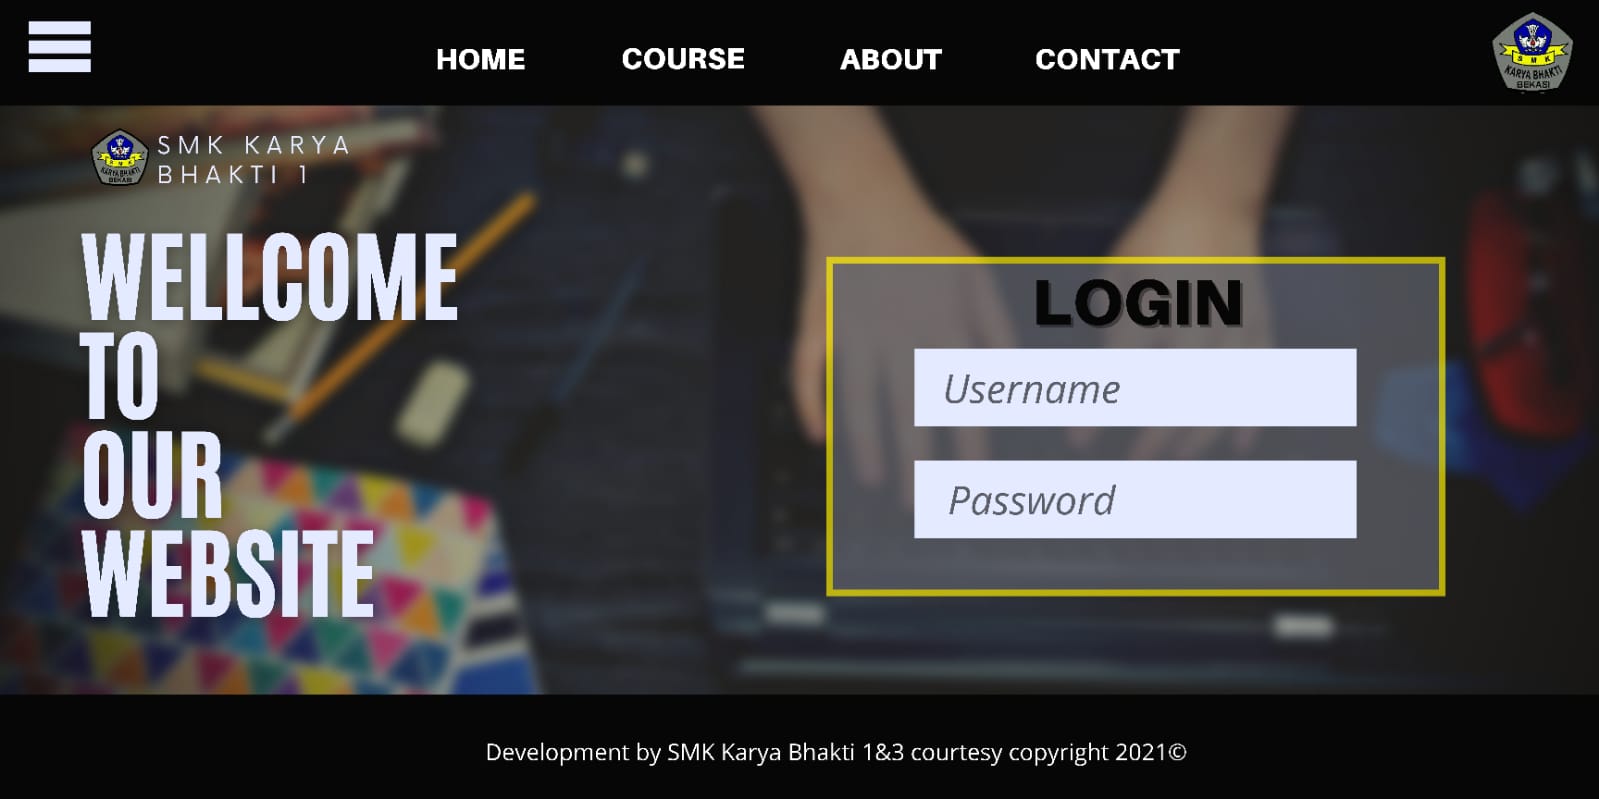 HOME COURSE ABOUT CONTACT
SMK
KARYA BHAKTI
BEKASI
SMK KARYA
BHAKTI 1
SMK
KARYA BHAKTI
BEKASI
WELLCOME
TO
OUR
WEBSITE
LOGIN
Username
Password
Development by SMK Karya Bhakti 1&3 courtesy copyright 2021©